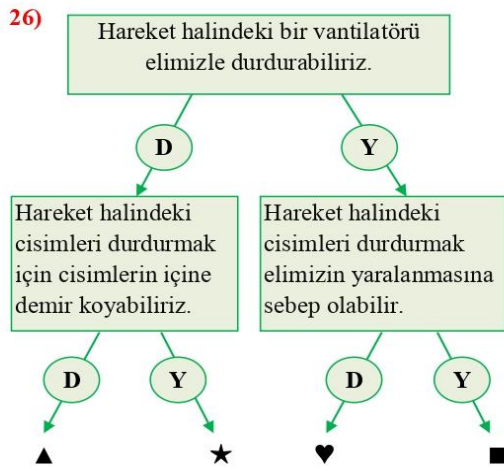 26)
Hareket halindeki bir vantilatörü
elimizle durdurabiliriz.
D
Y
Hareket halindeki
cisimleri durdurmak
için cisimlerin içine
demir koyabiliriz.
Hareket halindeki
cisimleri durdurmak
elimizin yaralanmasına
sebep olabilir.
D
Y
D
Y